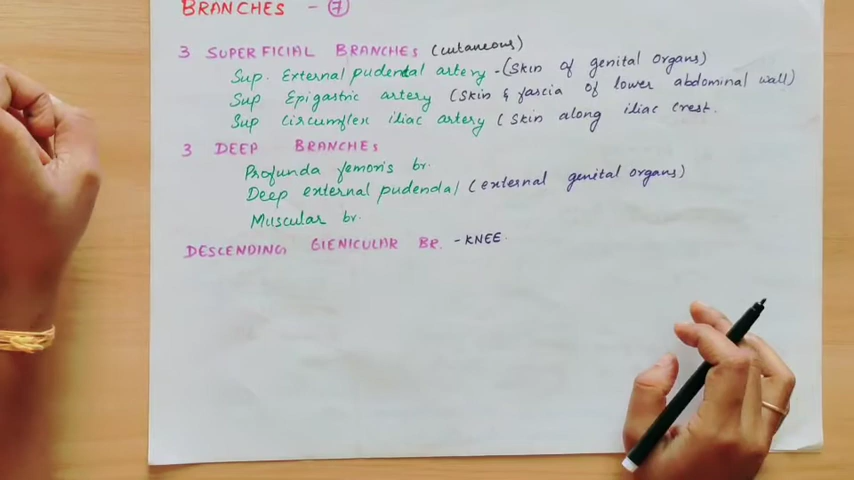 BRANCHES - 7
3 SUPERFICIAL BRANCHES (cutaneous)
Sup. External pudendal artery - (skin of genital organs)
Sup Epigastric artery (skin & fascia of lower abdominal wall)
Sup circumflex iliac artery (skin along iliac crest.
3 DEEP BRANCHES
Profunda femoris br.
Deep external pudendal (external genital organs)
Muscular br.
DESCENDING GENICULAR BR. - KNEE.